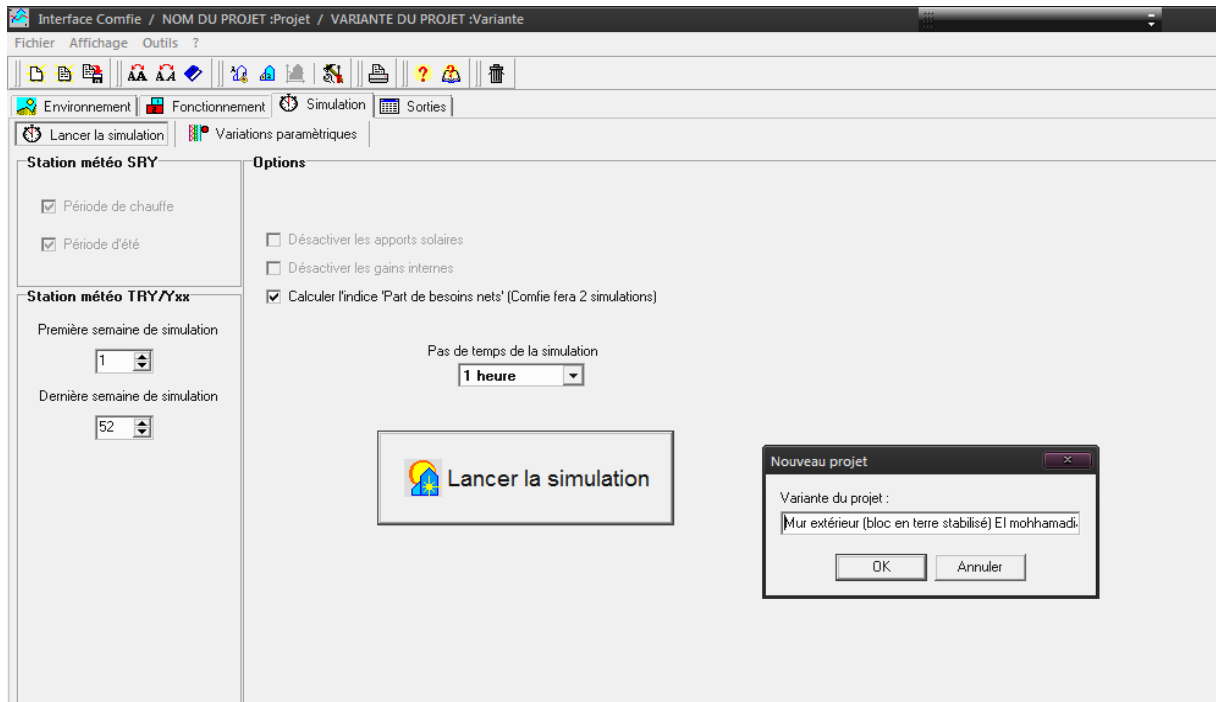 Interface Comfie / NOM DU PROJET :Projet / VARIANTE DU PROJET :Variante
Fichier Affichage Outils ?
Environnement Fonctionnement Simulation Sorties
Lancer la simulation Variations paramètriques
Station météo SRY
Période de chauffe
Période d'été
Station météo TRY/Yxx
Première semaine de simulation
1
Dernière semaine de simulation
52
Options
Désactiver les apports solaires
Désactiver les gains internes
Calculer l'indice 'Part de besoins nets' (Comfie fera 2 simulations)
Pas de temps de la simulation
1 heure
Lancer la simulation
Nouveau projet
Variante du projet :
Mur extérieur (bloc en terre stabilisé) El mohhamadi
OK Annuler